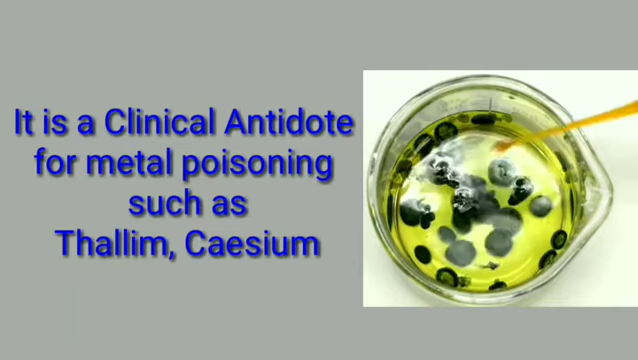 It is a Clinical Antidote
for metal poisoning
such as
Thallim, Caesium